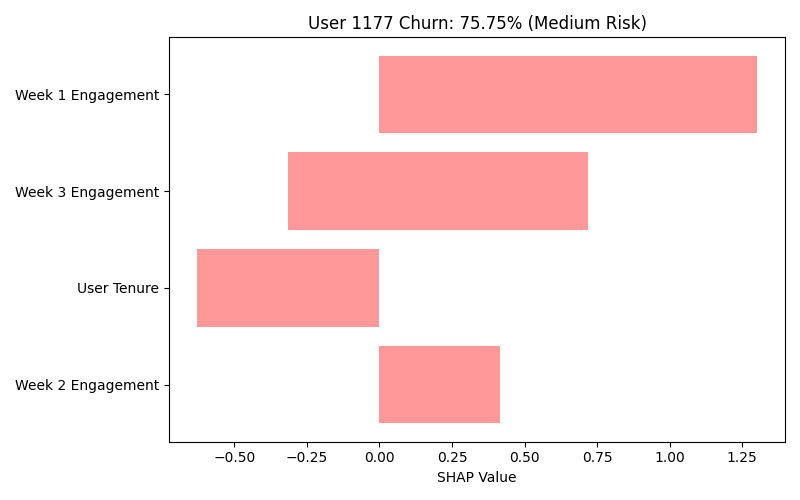 User 1177 Churn: 75.75% (Medium Risk)
Week 1 Engagement
Week 3 Engagement
User Tenure
Week 2 Engagement
−0.50 −0.25 0.00 0.25 0.50 0.75 1.00 1.25
SHAP Value